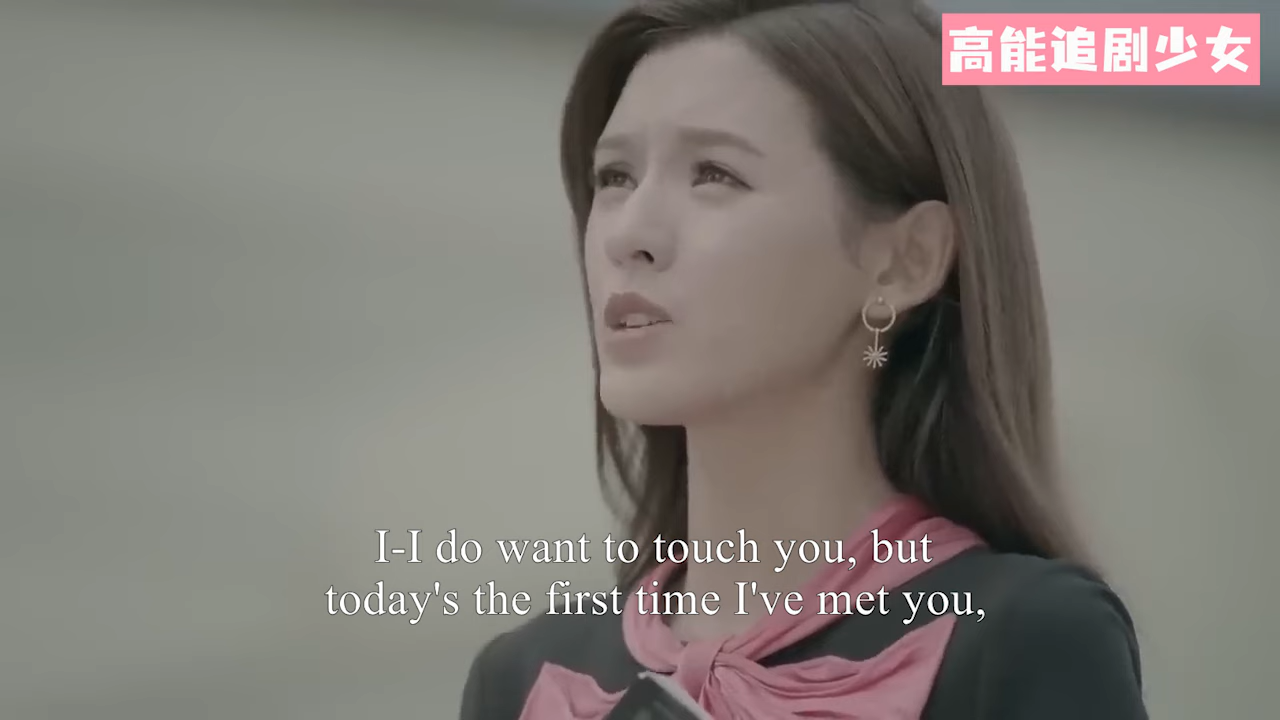 高能追剧少女
I-I do want to touch you, but
today's the first time I've met you,